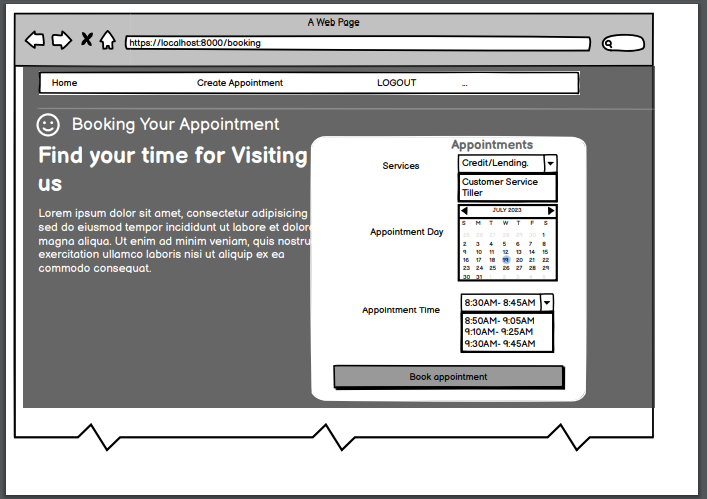 A Web Page
https://localhost:8000/booking
Home Create Appointment LOGOUT ...
Booking Your Appointment
Find your time for Visiting
us
Lorem ipsum dolor sit amet, consectetur adipisicing
sed do eiusmod tempor incididunt ut labore et dolore
magna aliqua. Ut enim ad minim veniam, quis nostru
exercitation ullamco laboris nisi ut aliquip ex ea
commodo consequat.
Appointments
Services
Credit/Lending.
Customer Service
Tiller
Appointment Day
JULY 2023
S M T W T F S
25 26 27 28 29 30 1
2 3 4 5 6 7 8
9 10 11 12 13 14 15
16 17 18 19 20 21 22
23 24 25 26 27 28 29
30 31 1 2 3 4 5
Appointment Time
8:30AM- 8:45AM
8:50AM- 9:05AM
9:10AM- 9:25AM
9:30AM- 9:45AM
Book appointment